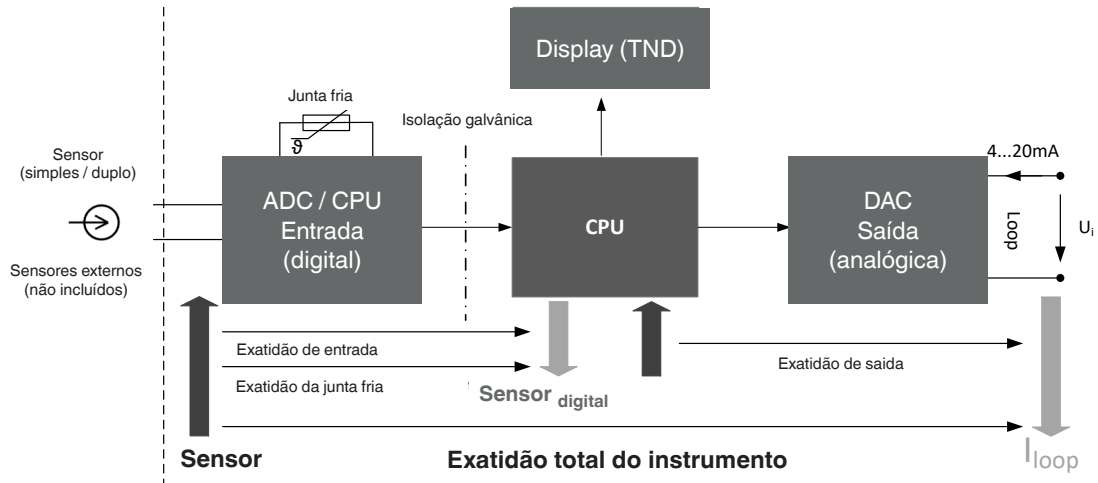 Display (TND)
Junta fria
ϑ
Isolação galvânica
Sensor
(simples / duplo)
Sensores externos
(não incluídos)
ADC / CPU
Entrada
(digital)
CPU
DAC
Saída
(analógica)
4...20mA
Loop
Ui
Exatidão de entrada
Exatidão da junta fria
Sensor digital
Exatidão de saida
Sensor
Exatidão total do instrumento
Iloop